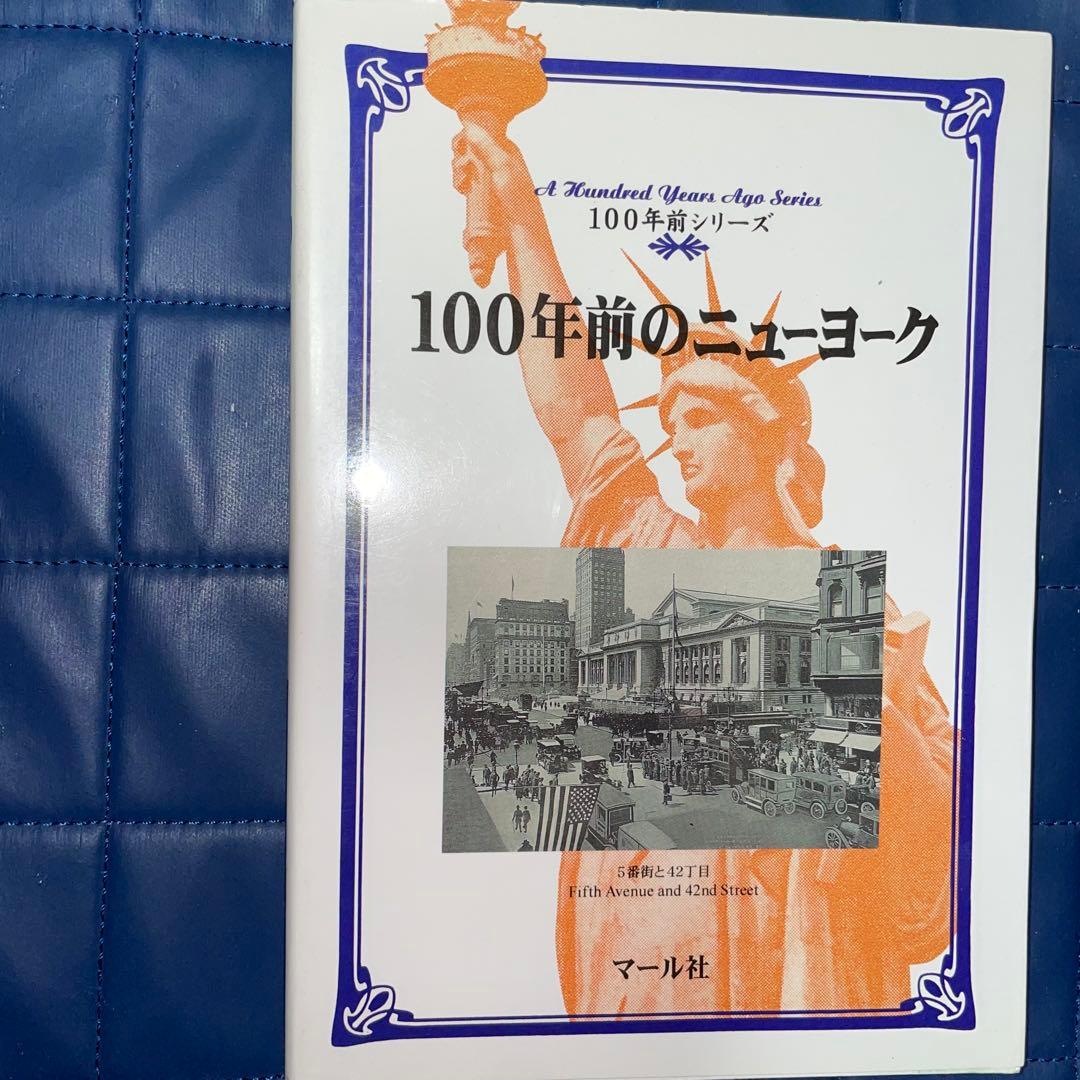 A Hundred Years Ago Series
100年前シリーズ
100年前のニューヨーク
5番街と42丁目
Fifth Avenue and 42nd Street
マール社